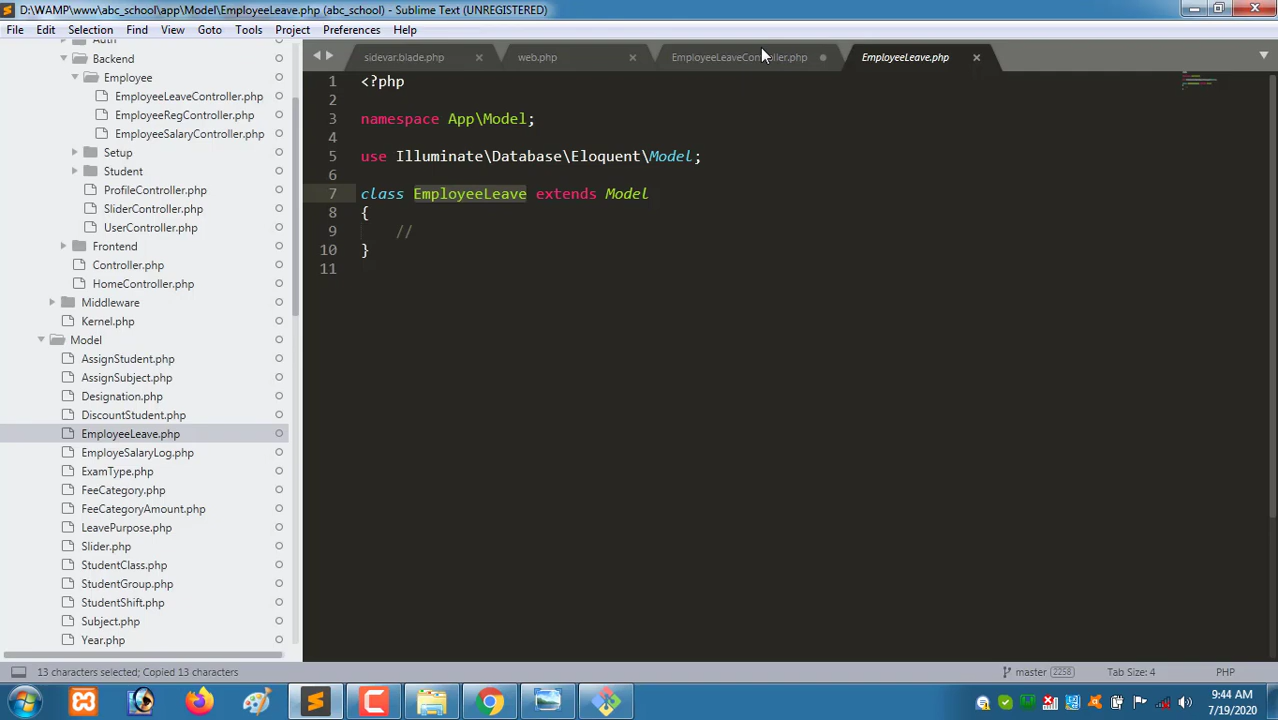 D:\WAMP\www\abc_school\app\Model\EmployeeLeave.php (abc_school) - Sublime Text (UNREGISTERED)
File Edit Selection Find View Goto Tools Project Preferences Help
sidevar.blade.php web.php EmployeeLeaveController.php EmployeeLeave.php
Auth
Backend
Employee
EmployeeLeaveController.php
EmployeeRegController.php
EmployeeSalaryController.php
Setup
Student
ProfileController.php
SliderController.php
UserController.php
Frontend
Controller.php
HomeController.php
Middleware
Kernel.php
Model
AssignStudent.php
AssignSubject.php
Designation.php
DiscountStudent.php
EmployeeLeave.php
EmployeSalaryLog.php
ExamType.php
FeeCategory.php
FeeCategoryAmount.php
LeavePurpose.php
Slider.php
StudentClass.php
StudentGroup.php
StudentShift.php
Subject.php
Year.php
1 <?php
2
3 namespace App\Model;
4
5 use Illuminate\Database\Eloquent\Model;
6
7 class EmployeeLeave extends Model
8 {
9 //
10 }
11
13 characters selected; Copied 13 characters master 2258 Tab Size: 4 PHP
9:44 AM
7/19/2020